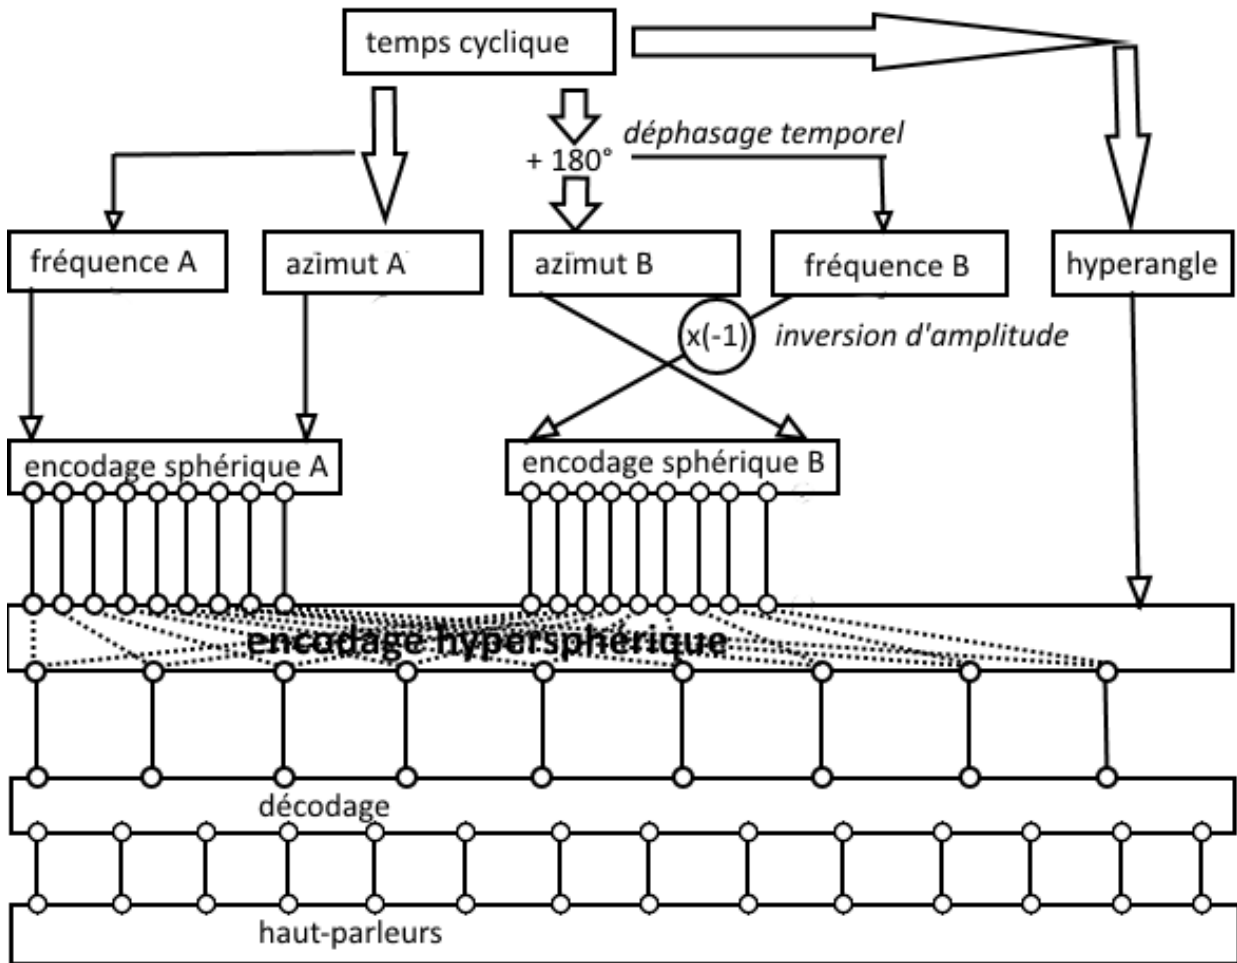 temps cyclique
déphasage temporel
+ 180°
fréquence A
azimut A
azimut B
fréquence B
hyperangle
x(-1)
inversion d'amplitude
encodage sphérique A
encodage sphérique B
encodage hypersphérique
décodage
haut-parleurs